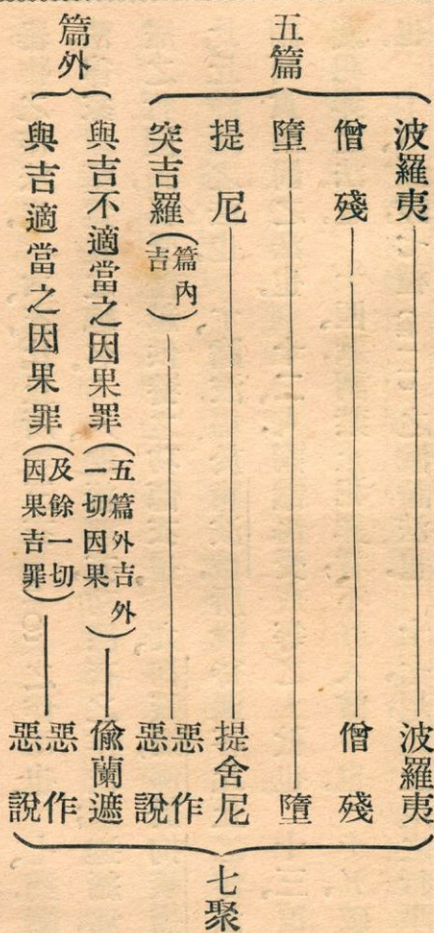 五篇
波羅夷 波羅夷
僧殘 僧殘
墮 墮
提尼 提舍尼
突吉羅(篇內吉) 惡作 惡說
篇外
與吉不適當之因果罪(五篇外吉外一切因果) 偸蘭遮
與吉適當之因果罪(及餘一切因果吉罪) 惡作 惡說
七聚